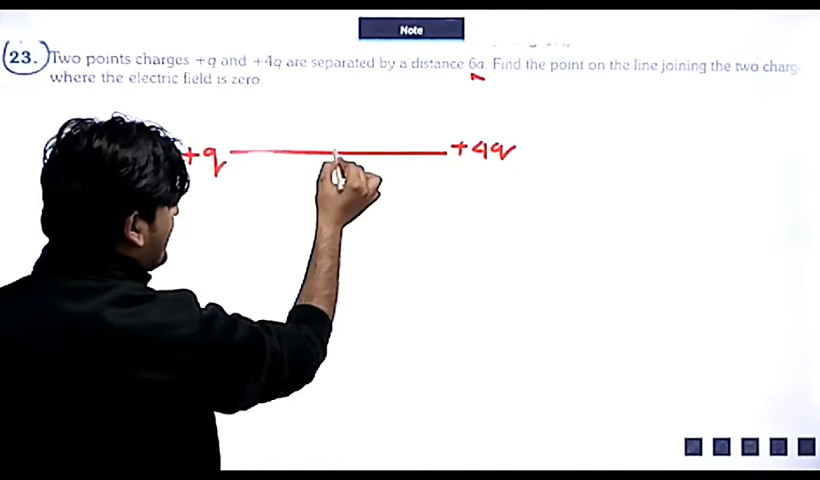 Note
23. Two points charges +q and +4q are separated by a distance 6a. Find the point on the line joining the two charg
where the electric field is zero.
+q +4q